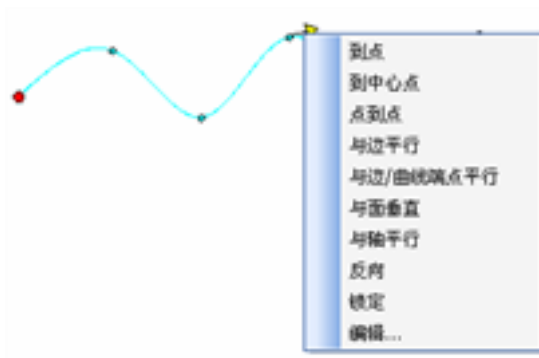 到点
到中心点
点到点
与边平行
与边/曲线端点平行
与面垂直
与轴平行
反向
锁定
编辑...